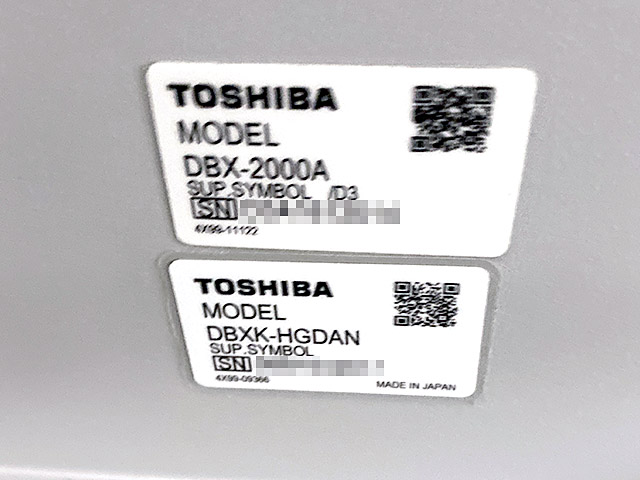 TOSHIBA
MODEL
DBX-2000A
SUP.SYMBOL /D3
SN
4X99-11122
TOSHIBA
MODEL
DBXK-HGDAN
SUP.SYMBOL
SN
4X99-09366
MADE IN JAPAN